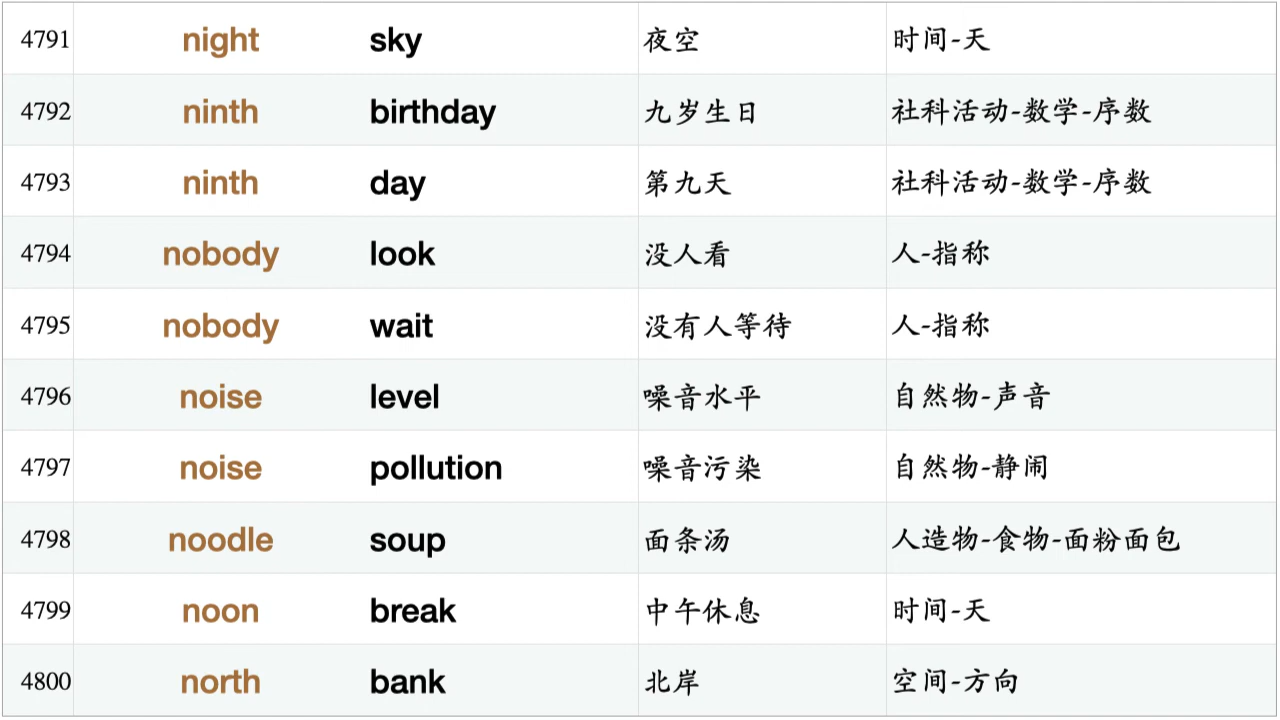 4791 night sky 夜空 时间-天
4792 ninth birthday 九岁生日 社科活动-数学-序数
4793 ninth day 第九天 社科活动-数学-序数
4794 nobody look 没人看 人-指称
4795 nobody wait 没有人等待 人-指称
4796 noise level 噪音水平 自然物-声音
4797 noise pollution 噪音污染 自然物-静闹
4798 noodle soup 面条汤 人造物-食物-面粉面包
4799 noon break 中午休息 时间-天
4800 north bank 北岸 空间-方向